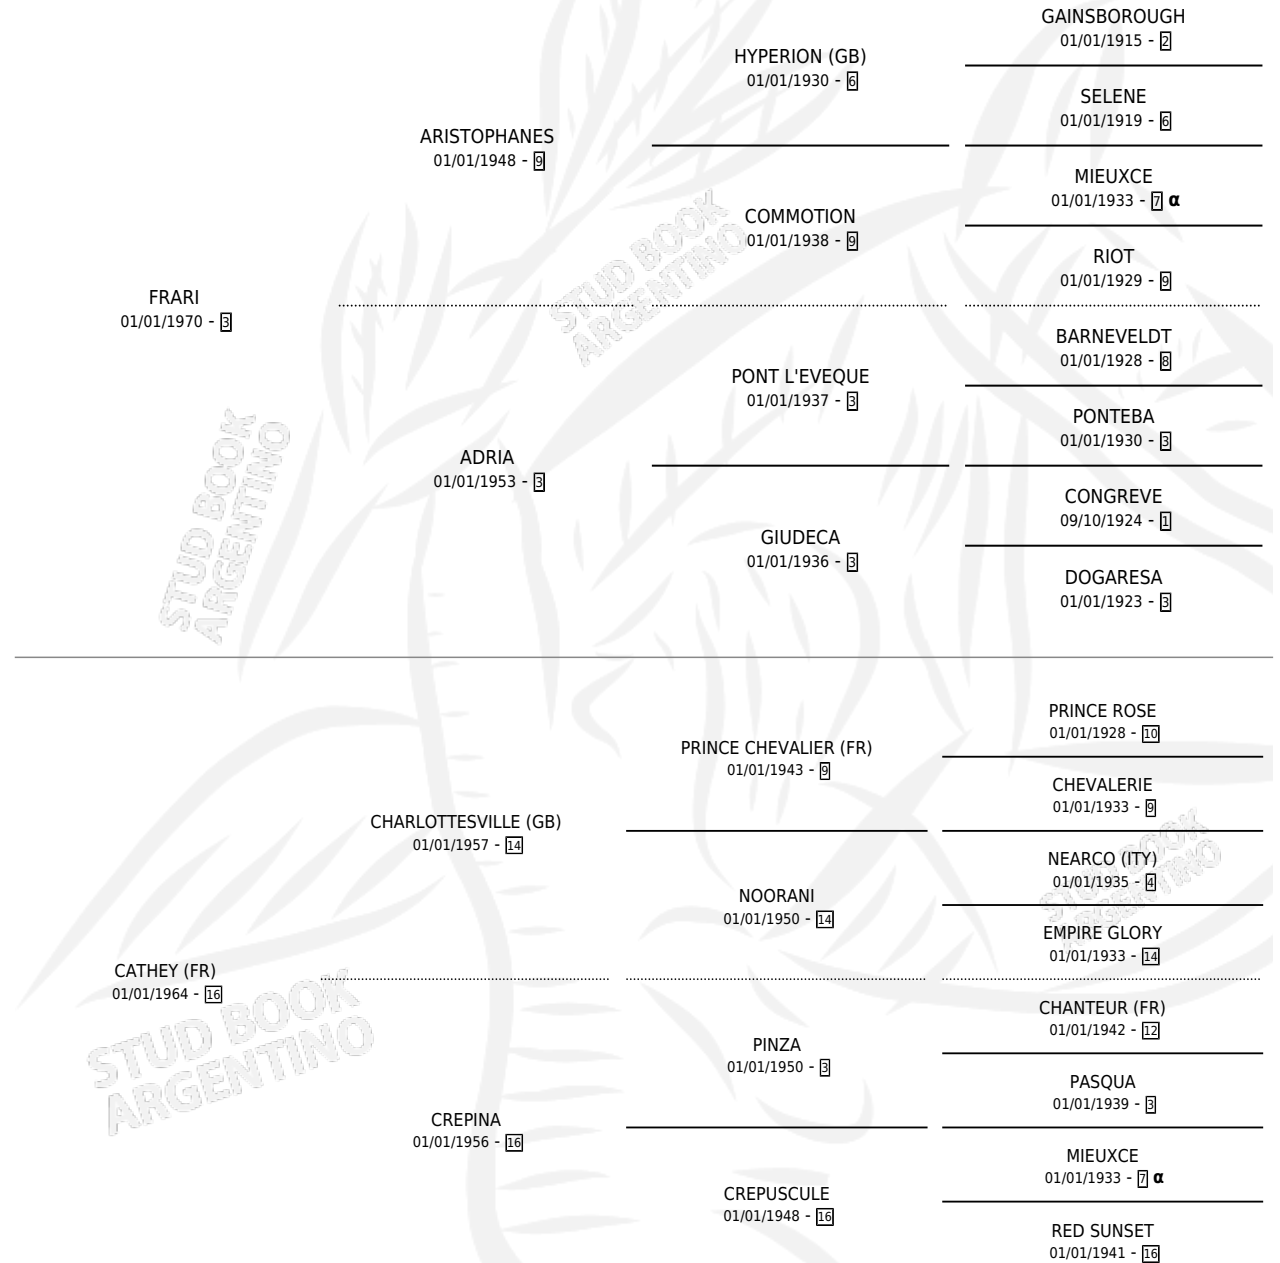 GAINSBOROUGH
01/01/1915 - 2
HYPERION (GB)
01/01/1930 - 6
SELENE
01/01/1919 - 6
ARISTOPHANES
01/01/1948 - 9
MIEUXCE
01/01/1933 - 7 α
COMMOTION
01/01/1938 - 9
RIOT
01/01/1929 - 9
FRARI
01/01/1970 - 3
BARNEVELDT
01/01/1928 - 8
PONT L'EVEQUE
01/01/1937 - 3
PONTEBA
01/01/1930 - 3
ADRIA
01/01/1953 - 3
CONGREVE
09/10/1924 - 1
GIUDECA
01/01/1936 - 3
DOGARESA
01/01/1923 - 3
PRINCE ROSE
01/01/1928 - 10
PRINCE CHEVALIER (FR)
01/01/1943 - 9
CHEVALERIE
01/01/1933 - 9
CHARLOTTESVILLE (GB)
01/01/1957 - 14
NEARCO (ITY)
01/01/1935 - 4
NOORANI
01/01/1950 - 14
EMPIRE GLORY
01/01/1933 - 14
CATHEY (FR)
01/01/1964 - 16
CHANTEUR (FR)
01/01/1942 - 12
PINZA
01/01/1950 - 3
PASQUA
01/01/1939 - 3
CREPINA
01/01/1956 - 16
MIEUXCE
01/01/1933 - 7 α
CREPUSCULE
01/01/1948 - 16
RED SUNSET
01/01/1941 - 16
STUD BOOK
ARGENTINO
STUD BOOK
ARGENTINO
STUD BOOK
ARGENTINO
STUD BOOK
ARGENTINO